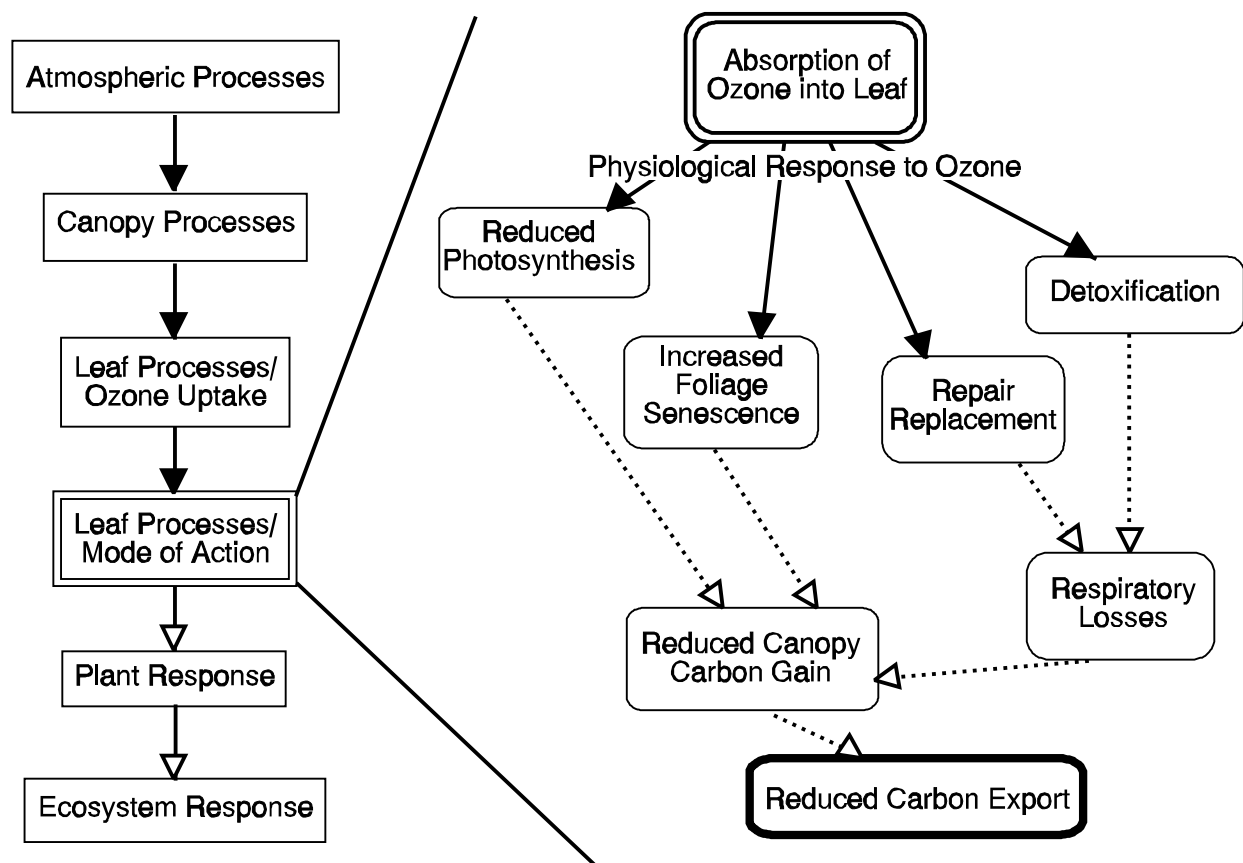 Atmospheric Processes
Canopy Processes
Leaf Processes/
Ozone Uptake
Leaf Processes/
Mode of Action
Plant Response
Ecosystem Response
Absorption of
Ozone into Leaf
Physiological Response to Ozone
Reduced
Photosynthesis
Increased
Foliage
Senescence
Repair
Replacement
Detoxification
Respiratory
Losses
Reduced Canopy
Carbon Gain
Reduced Carbon Export